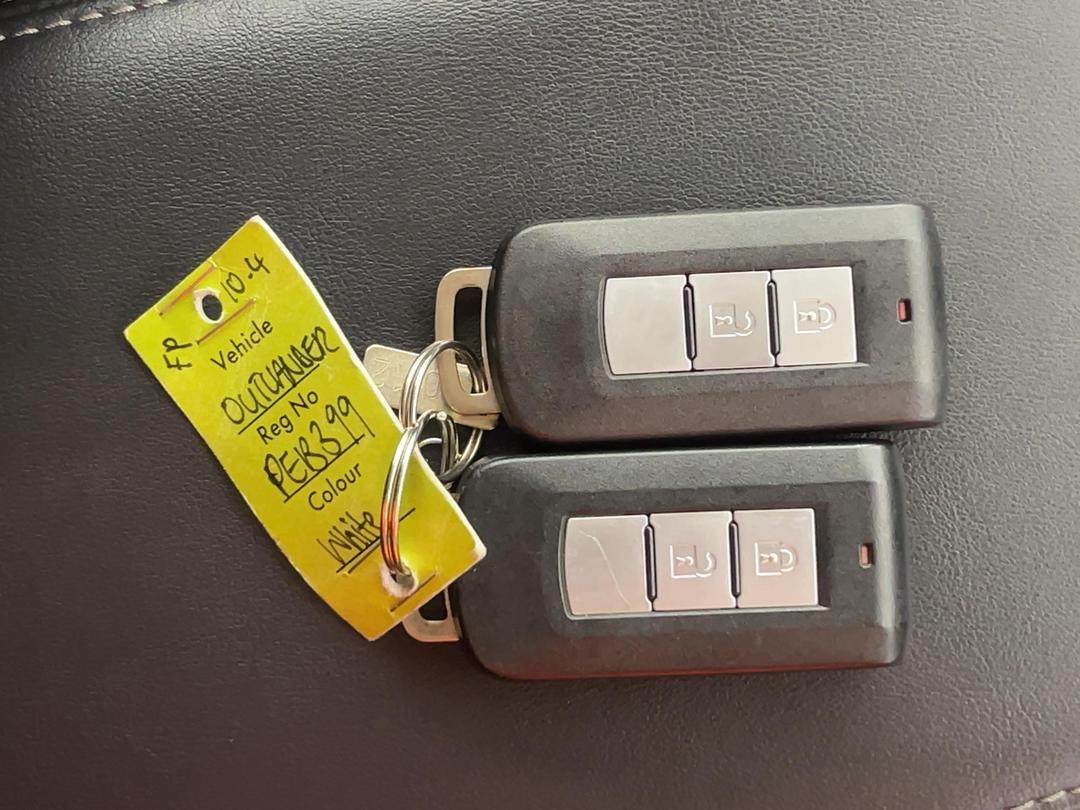 10.4
FP
Vehicle
OUTLANDER
Reg No
PEB399
Colour
White